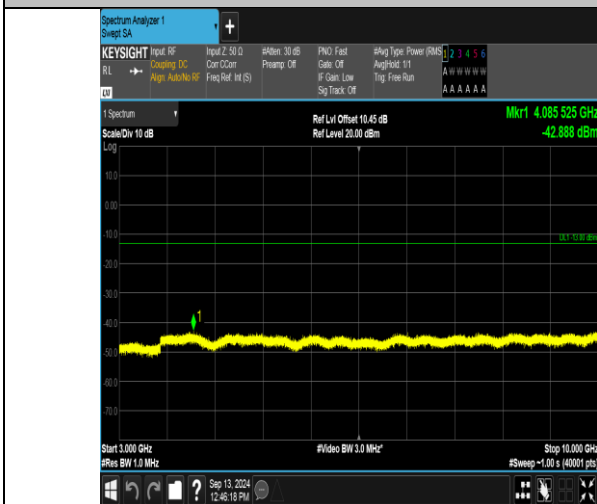 Spectrum Analyzer 1
Swept SA
+
KEYSIGHT Input: RF Input Z: 50 Ω #Atten: 30 dB PNO: Fast #Avg Type: Power (RMS) 1 2 3 4 5 6
RL Coupling: DC Corr CCorr Preamp: Off Gate: Off Avg|Hold: 1/1 A W W W W W
Align: Auto/No RF Freq Ref: Int (S) IF Gain: Low Trig: Free Run
LXI Sig Track: Off A A A A A A
1 Spectrum Ref Lvl Offset 10.45 dB Mkr1 4.085 525 GHz
Scale/Div 10 dB Ref Level 20.00 dBm -42.888 dBm
Log
10.0
0.00
-10.0
DL1 -13.00 dBm
-20.0
-30.0
-40.0
1
-50.0
-60.0
-70.0
Start 3.000 GHz #Video BW 3.0 MHz* Stop 10.000 GHz
#Res BW 1.0 MHz #Sweep ~1.00 s (40001 pts)
? Sep 13, 2024
12:46:18 PM